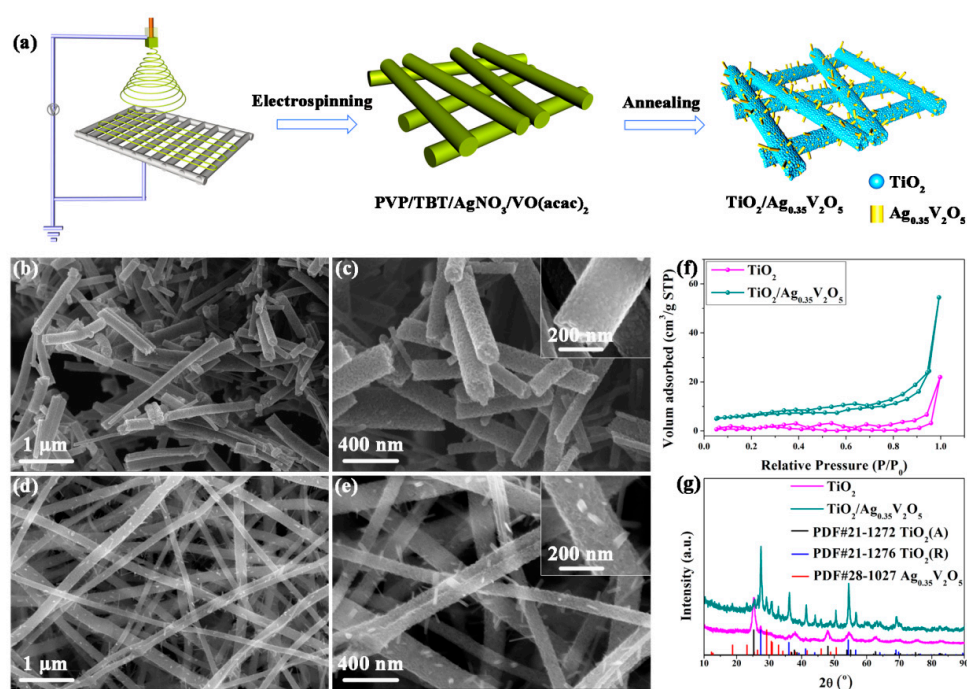 (a)
Electrospinning
Annealing
PVP/TBT/AgNO₃/VO(acac)₂
TiO₂/Ag₀.₃₅V₂O₅
TiO₂
Ag₀.₃₅V₂O₅
(b)
1 μm
(c)
200 nm
400 nm
(d)
1 μm
(e)
200 nm
400 nm
(f)
TiO₂
TiO₂/Ag₀.₃₅V₂O₅
Volum adsorbed (cm³/g STP)
60
40
20
0
0.0 0.2 0.4 0.6 0.8 1.0
Relative Pressure (P/P₀)
(g)
TiO₂
TiO₂/Ag₀.₃₅V₂O₅
PDF#21-1272 TiO₂(A)
PDF#21-1276 TiO₂(R)
PDF#28-1027 Ag₀.₃₅V₂O₅
Intensity (a.u.)
10 20 30 40 50 60 70 80 90
2θ (°)